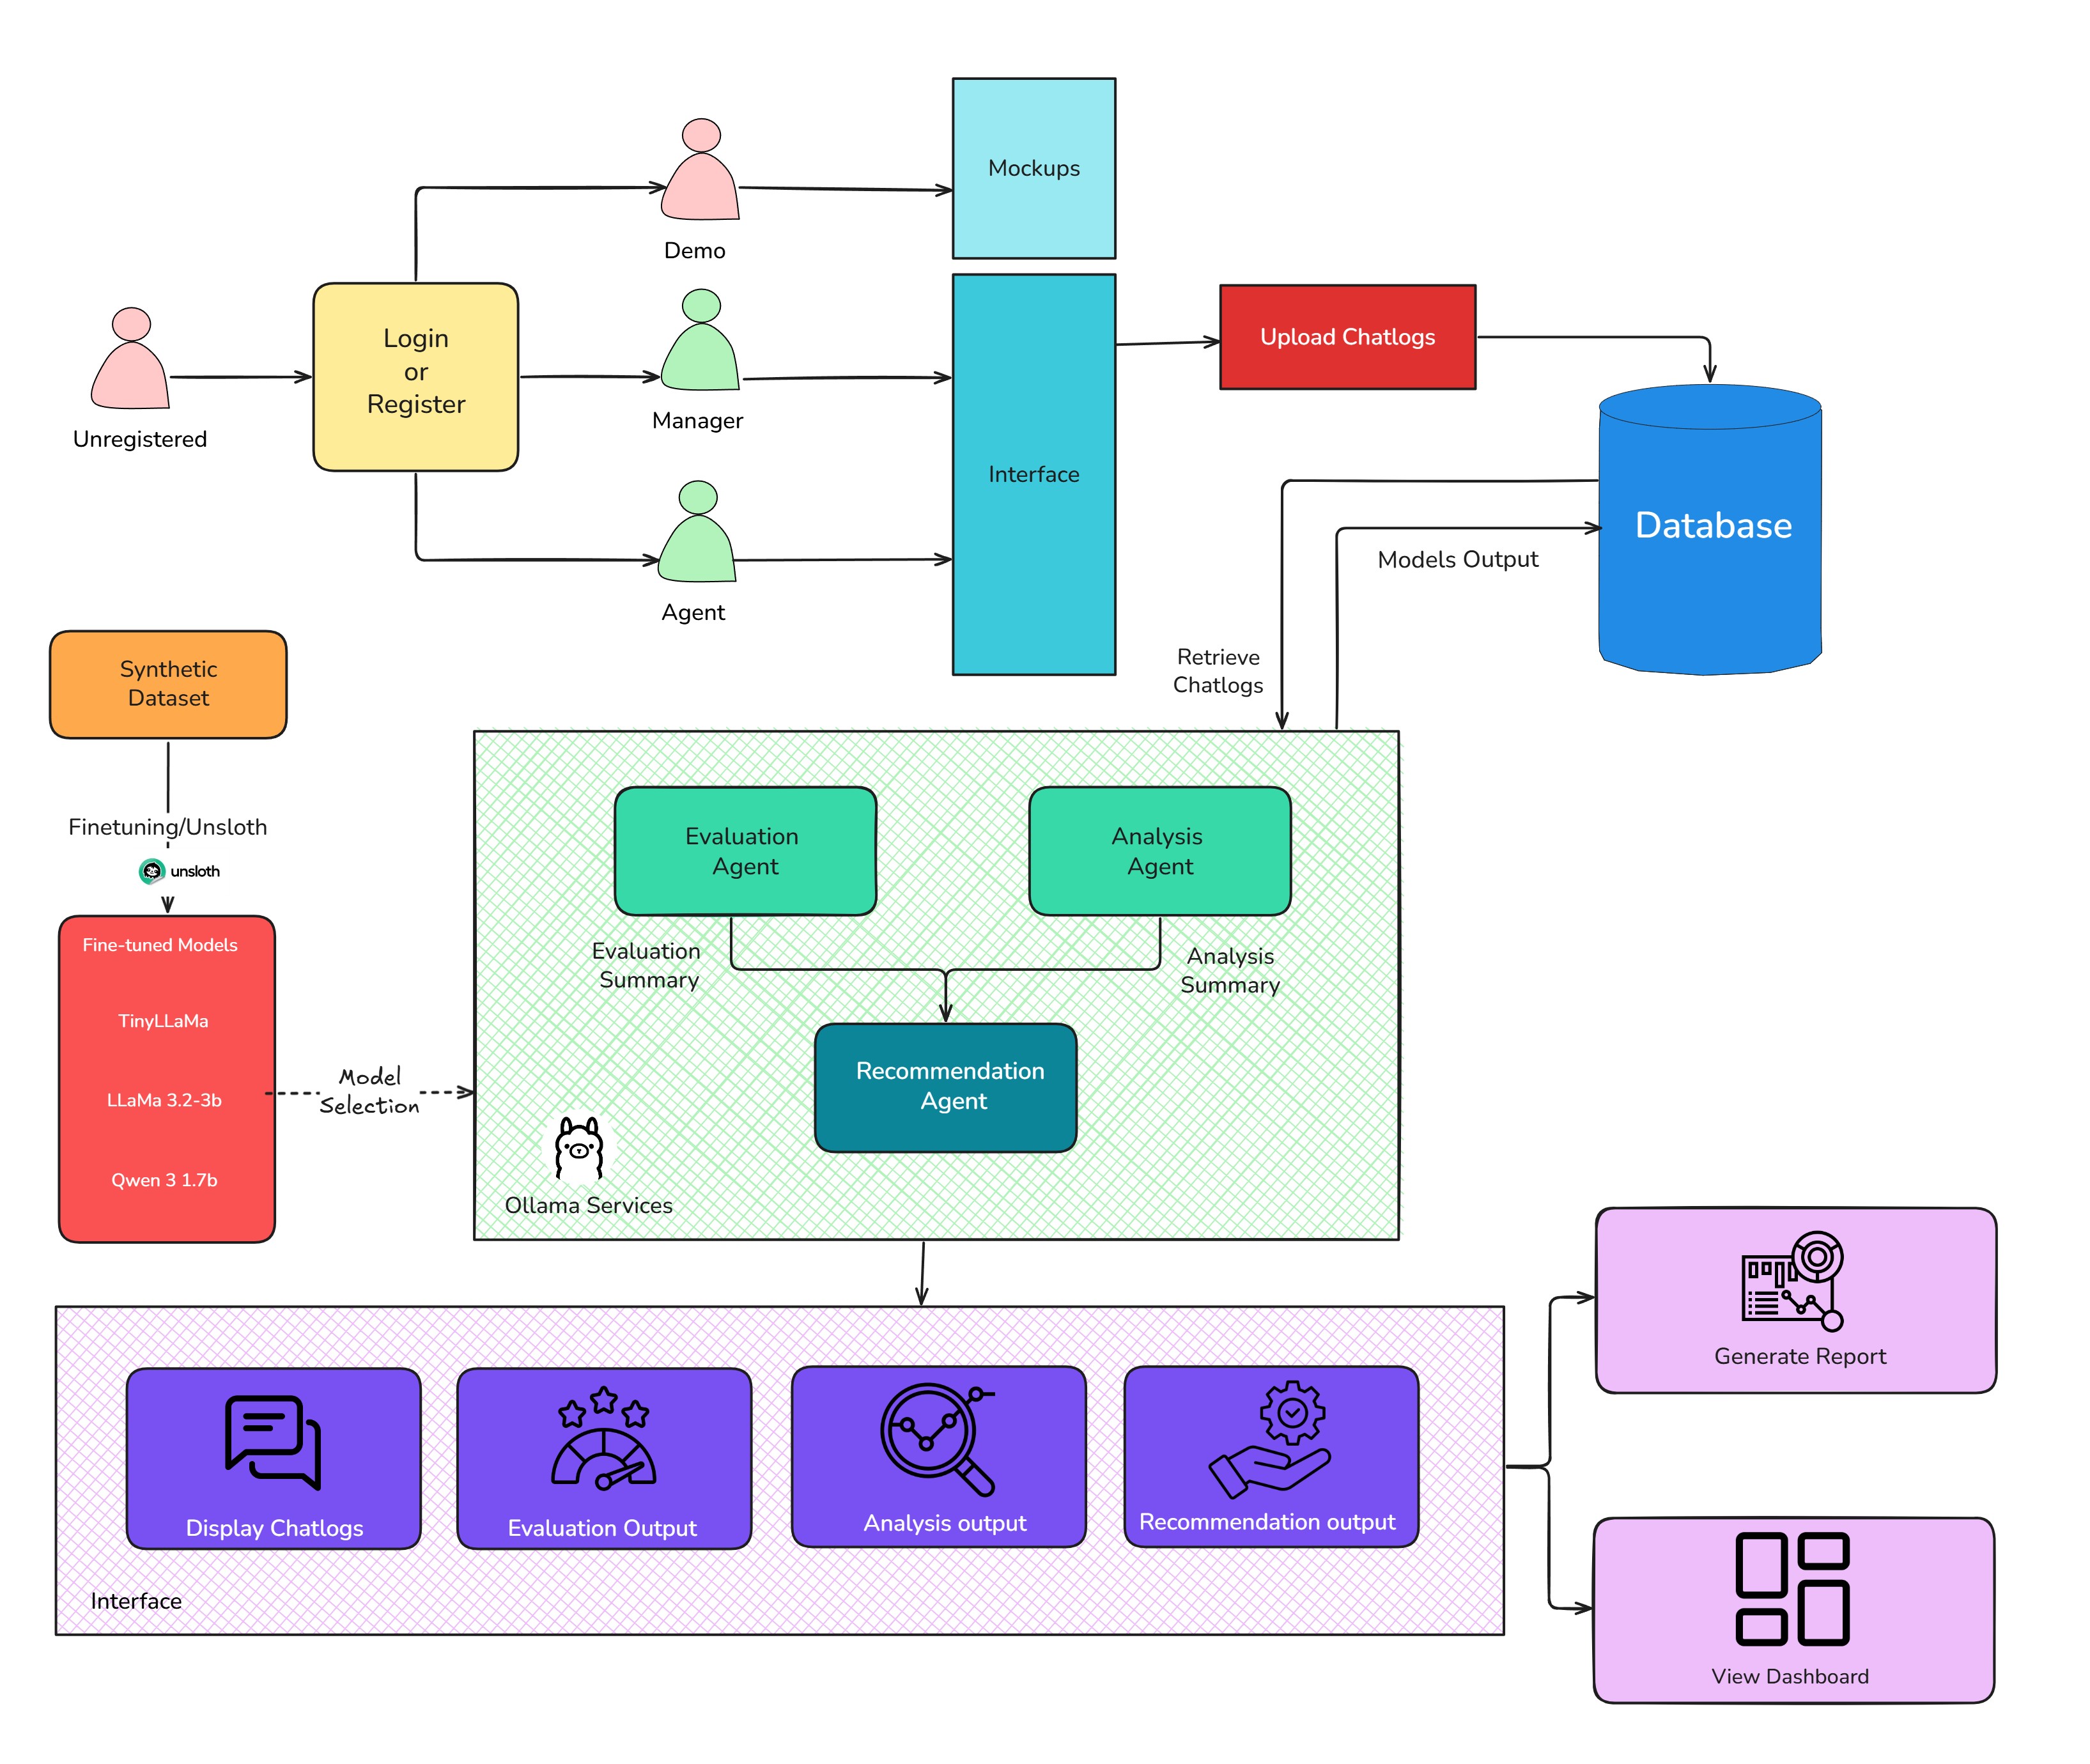 Mockups
Demo
Login
or
Register
Upload Chatlogs
Manager
Unregistered
Interface
Database
Models Output
Agent
Retrieve
Chatlogs
Synthetic
Dataset
Finetuning/Unsloth
unsloth
Fine-tuned Models
TinyLLaMa
LLaMa 3.2-3b
Qwen 3 1.7b
Model
Selection
Evaluation
Agent
Analysis
Agent
Evaluation
Summary
Analysis
Summary
Recommendation
Agent
Ollama Services
Generate Report
Display Chatlogs
Evaluation Output
Analysis output
Recommendation output
Interface
View Dashboard